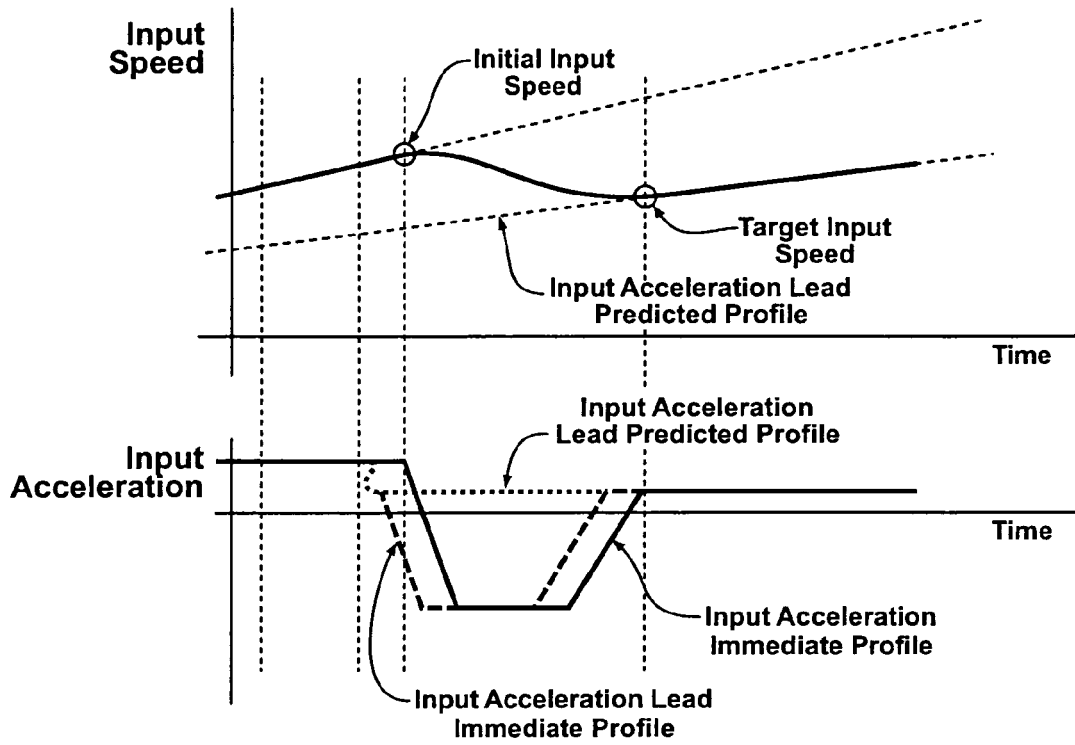 Input
Speed
Initial Input
Speed
Target Input
Speed
Input Acceleration Lead
Predicted Profile
Time
Input Acceleration
Lead Predicted Profile
Input
Acceleration
Time
Input Acceleration
Immediate Profile
Input Acceleration Lead
Immediate Profile